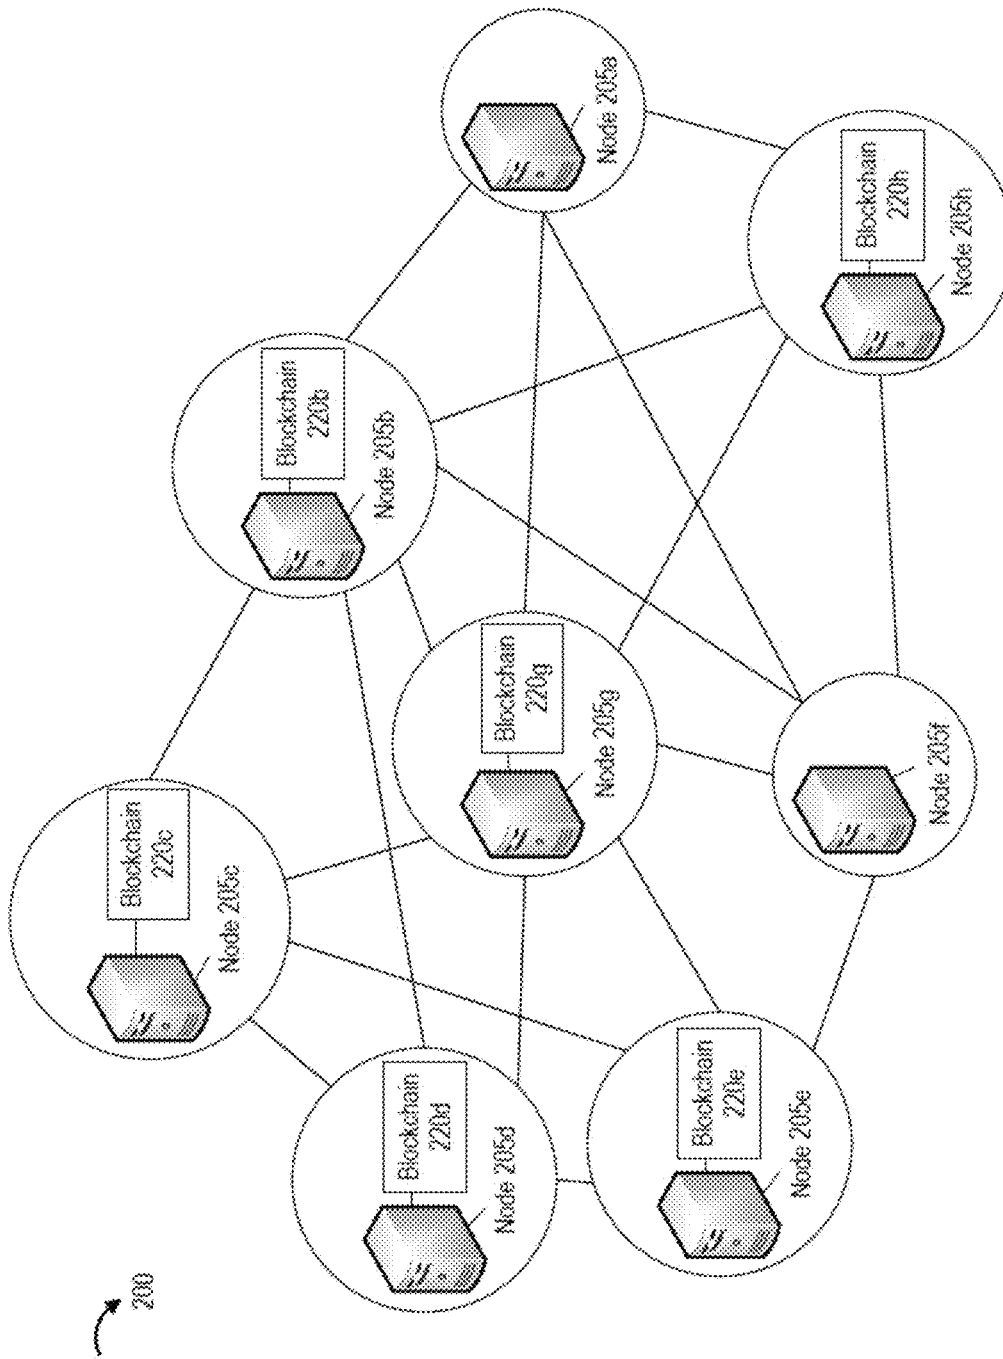 200
Blockchain
220c
Node 205c
Blockchain
220d
Node 205d
Blockchain
220b
Node 205b
Blockchain
220g
Node 205g
Blockchain
220e
Node 205e
Node 205a
Node 205f
Blockchain
220h
Node 205h